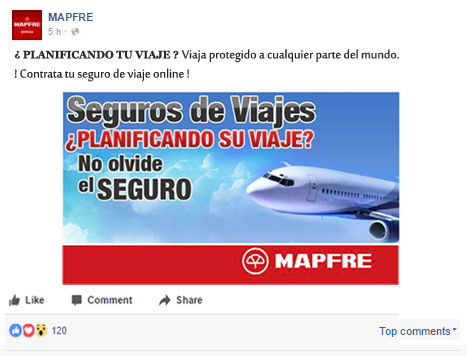 MAPFRE
MAPFRE
5 h ·
¿ PLANIFICANDO TU VIAJE ? Viaja protegido a cualquier parte del mundo.
! Contrata tu seguro de viaje online !
Seguros de Viajes
¿PLANIFICANDO SU VIAJE?
No olvide
el SEGURO
MAPFRE
Like Comment Share
120 Top comments